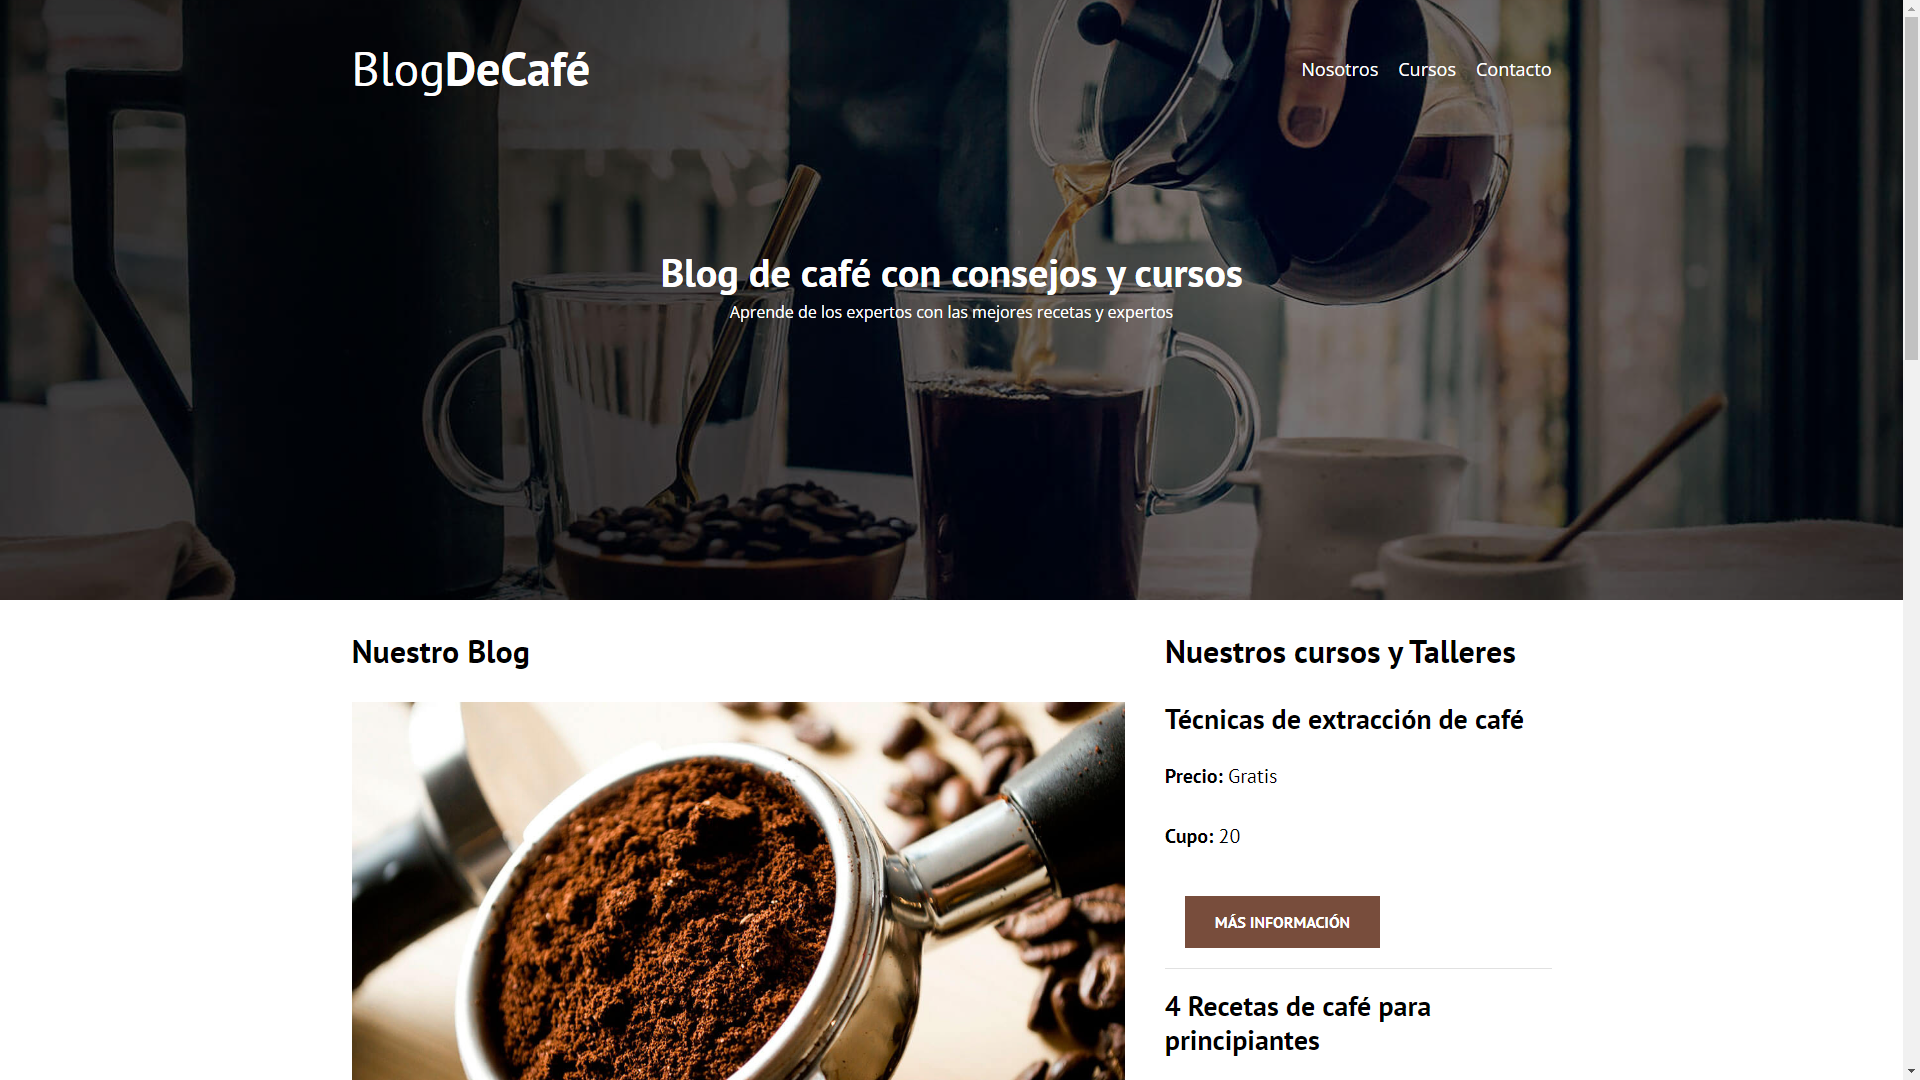 BlogDeCafé
Nosotros Cursos Contacto
Blog de café con consejos y cursos
Aprende de los expertos con las mejores recetas y expertos
Nuestro Blog
Nuestros cursos y Talleres
Técnicas de extracción de café
Precio: Gratis
Cupo: 20
MÁS INFORMACIÓN
4 Recetas de café para
principiantes